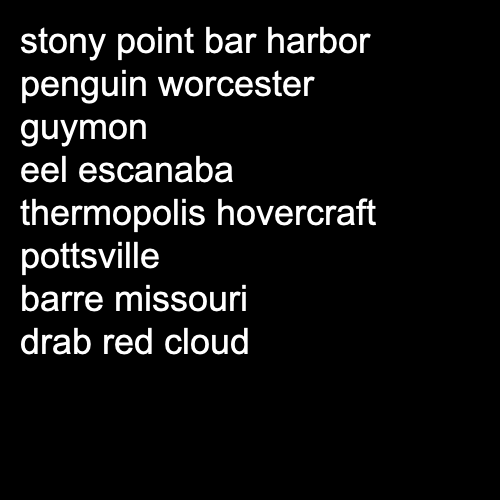 stony point bar harbor
penguin worcester
guymon
eel escanaba
thermopolis hovercraft
pottsville
barre missouri
drab red cloud